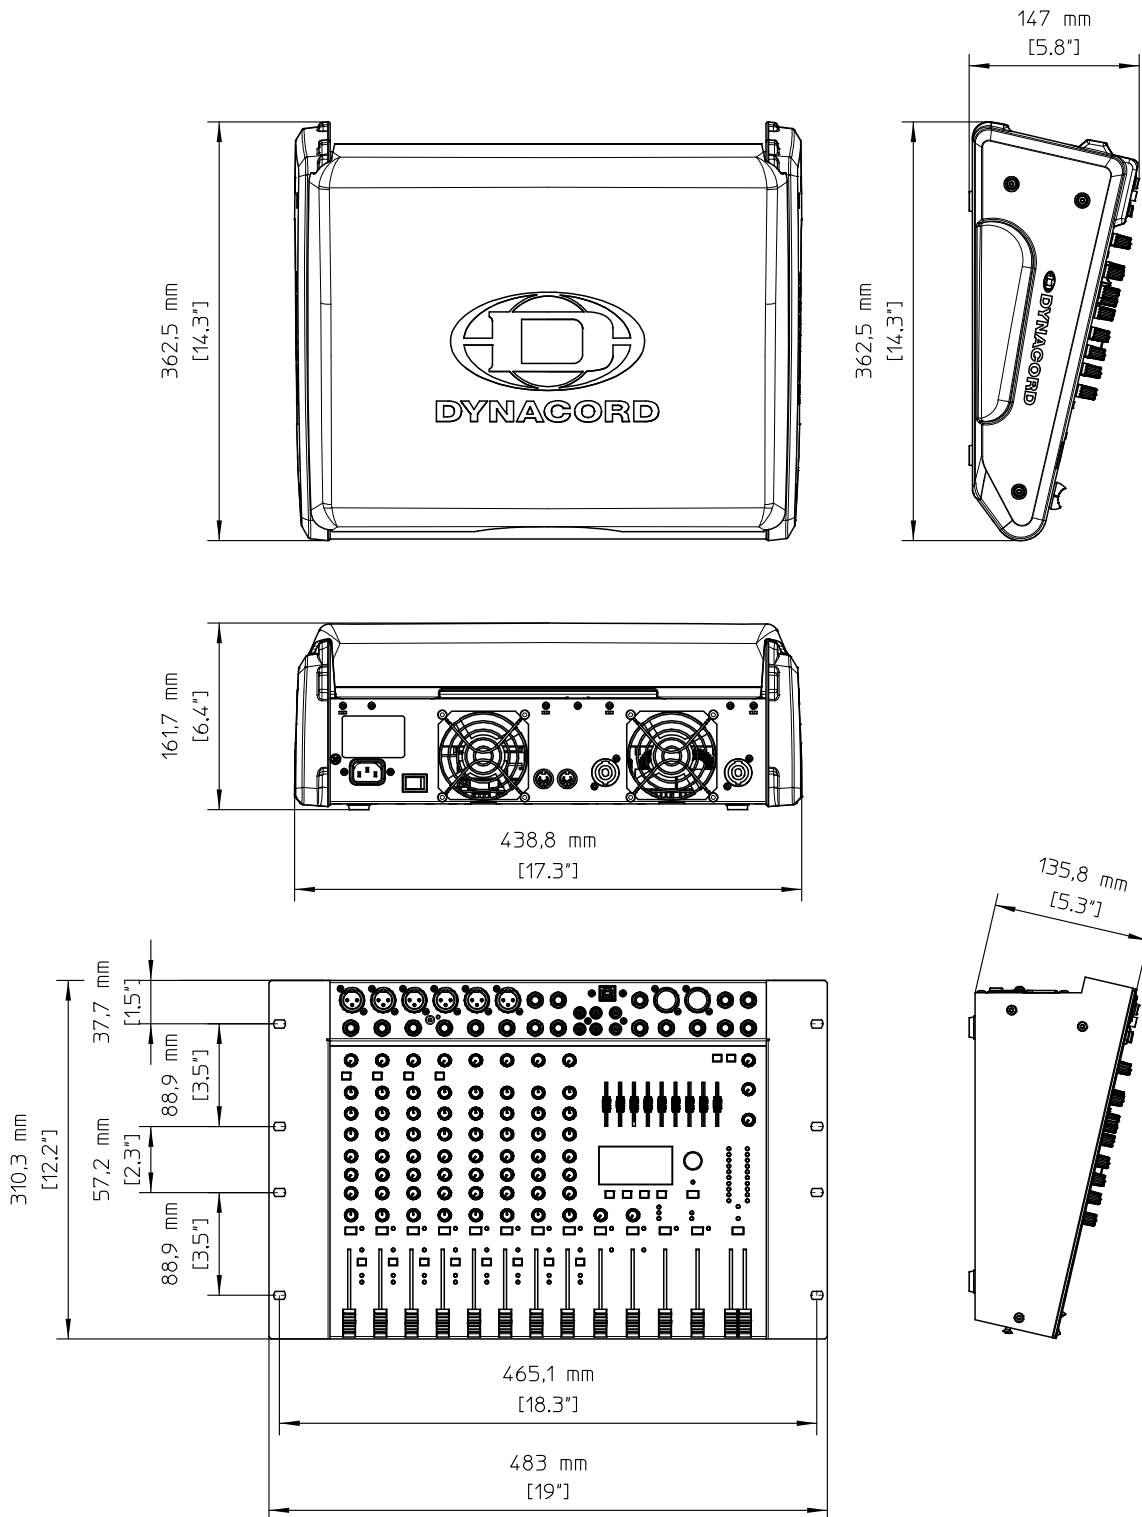 147 mm
[5.8"]
362,5 mm
[14.3"]
DYNACORD
362,5 mm
[14.3"]
DYNACORD
161,7 mm
[6.4"]
438,8 mm
[17.3"]
135,8 mm
[5.3"]
37,7 mm
[1.5"]
88,9 mm
[3.5"]
57,2 mm
[2.3"]
310,3 mm
[12.2"]
88,9 mm
[3.5"]
465,1 mm
[18.3"]
483 mm
[19"]